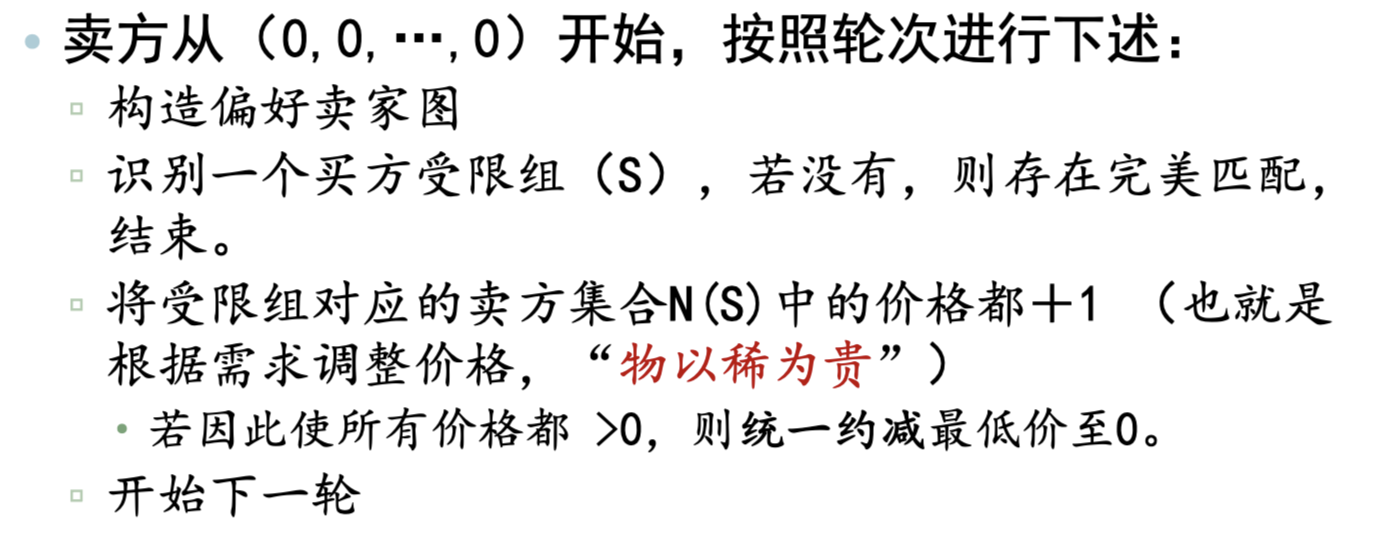 卖方从（0,0,…,0）开始，按照轮次进行下述：
构造偏好卖家图
识别一个买方受限组（S），若没有，则存在完美匹配，
结束。
将受限组对应的卖方集合N(S)中的价格都＋1 （也就是
根据需求调整价格，“物以稀为贵”）
若因此使所有价格都 >0，则统一约减最低价至0。
开始下一轮